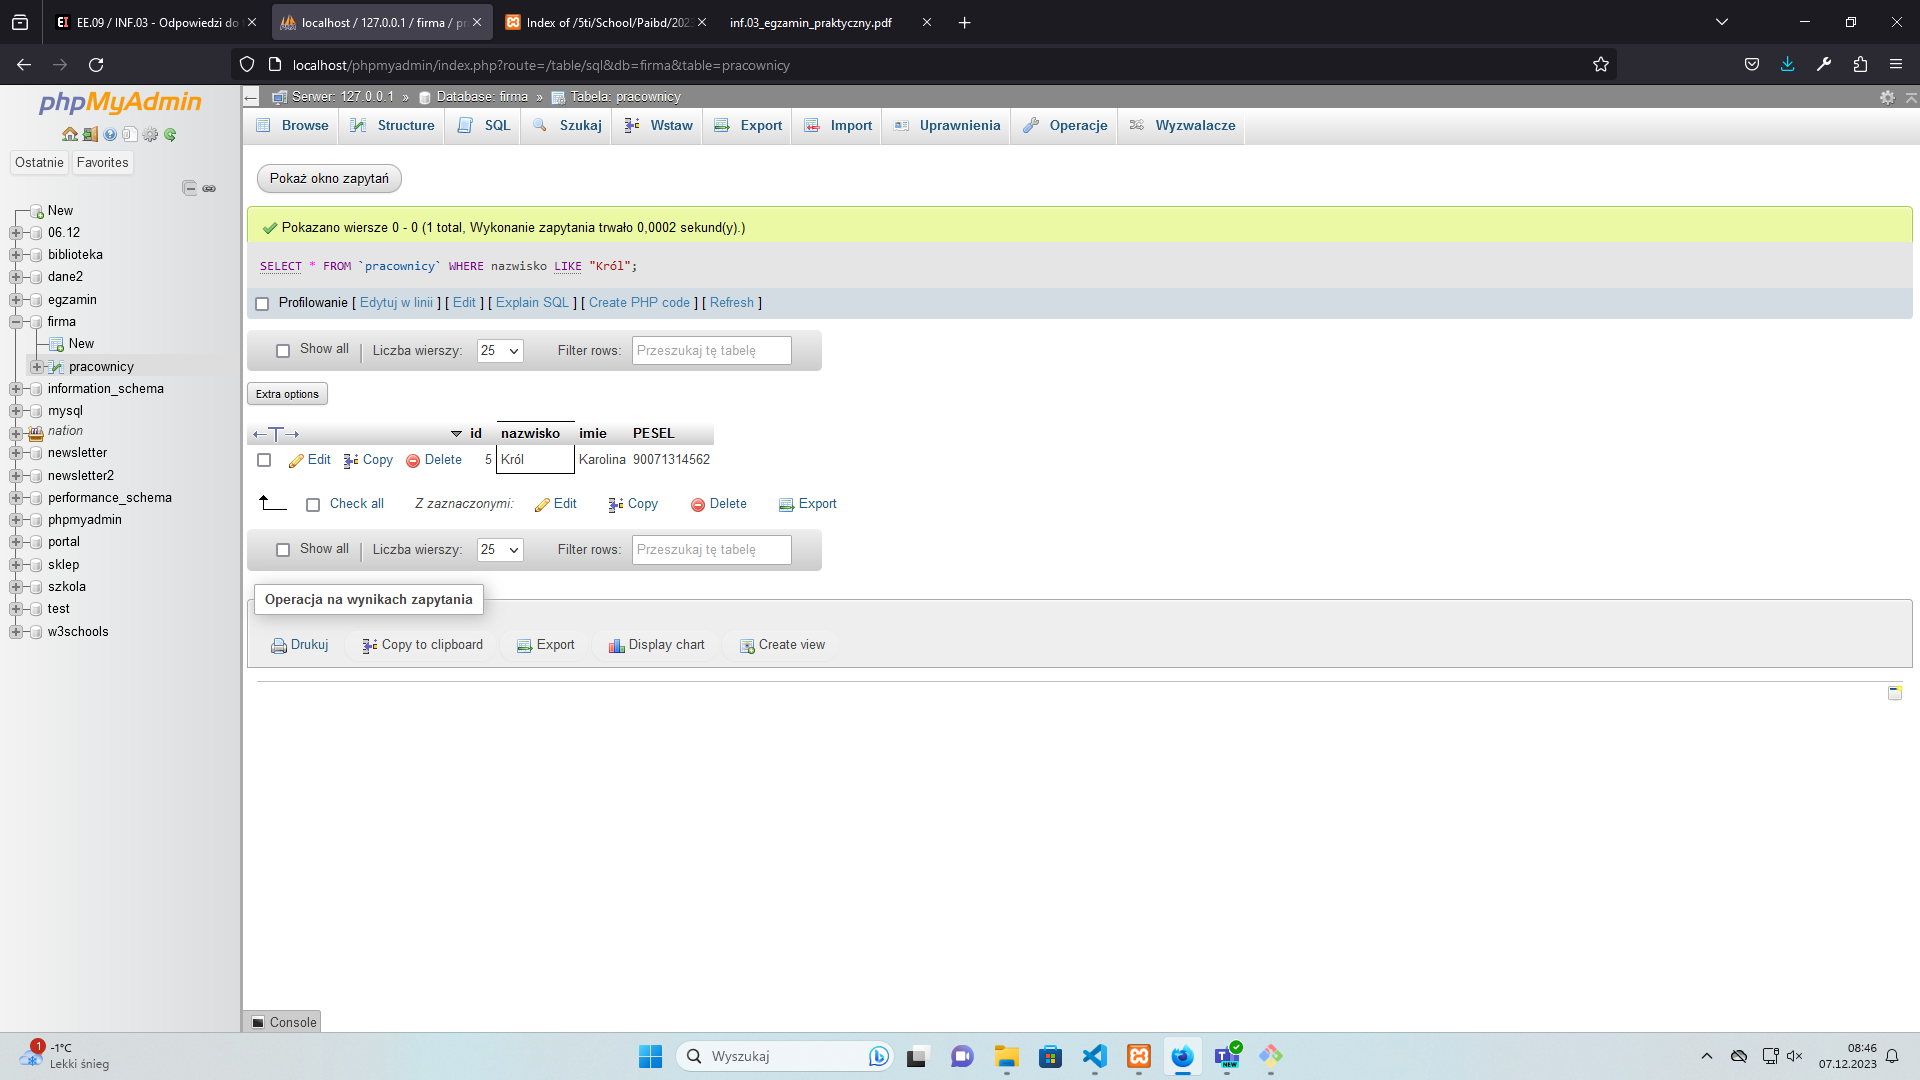 EE.09 / INF.03 - Odpowiedzi do
localhost / 127.0.0.1 / firma / pr
Index of /5ti/School/Paibd/202
inf.03_egzamin_praktyczny.pdf
localhost/phpmyadmin/index.php?route=/table/sql&db=firma&table=pracownicy
phpMyAdmin
Ostatnie
Favorites
New
06.12
biblioteka
dane2
egzamin
firma
New
pracownicy
information_schema
mysql
nation
newsletter
newsletter2
performance_schema
phpmyadmin
portal
sklep
szkola
test
w3schools
Serwer: 127.0.0.1 » Database: firma » Tabela: pracownicy
Browse Structure SQL Szukaj Wstaw Export Import Uprawnienia Operacje Wyzwalacze
Pokaż okno zapytań
Pokazano wiersze 0 - 0 (1 total, Wykonanie zapytania trwało 0,0002 sekund(y).)
SELECT * FROM `pracownicy` WHERE nazwisko LIKE "Król";
Profilowanie [ Edytuj w linii ] [ Edit ] [ Explain SQL ] [ Create PHP code ] [ Refresh ]
Show all Liczba wierszy: 25 Filter rows: Przeszukaj tę tabelę
Extra options
←T→ id nazwisko imie PESEL
Edit Copy Delete 5 Król Karolina 90071314562
Check all Z zaznaczonymi: Edit Copy Delete Export
Show all Liczba wierszy: 25 Filter rows: Przeszukaj tę tabelę
Operacja na wynikach zapytania
Drukuj Copy to clipboard Export Display chart Create view
Console
1
-1°C
Lekki śnieg
Wyszukaj
NEW
08:46
07.12.2023